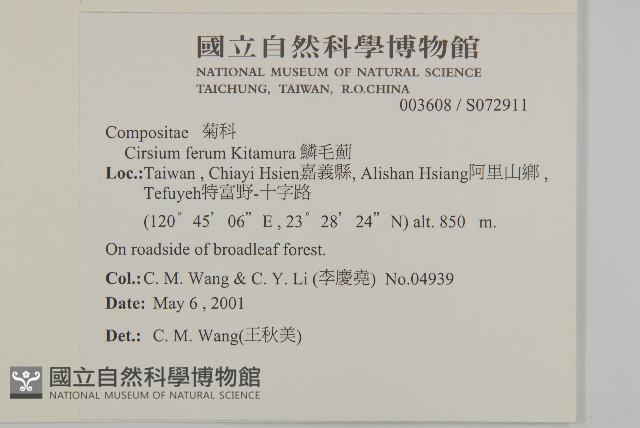 國立自然科學博物館
NATIONAL MUSEUM OF NATURAL SCIENCE
TAICHUNG, TAIWAN, R.O.CHINA
003608 / S072911
Compositae 菊科
Cirsium ferum Kitamura 鱗毛薊
Loc.:Taiwan , Chiayi Hsien嘉義縣, Alishan Hsiang阿里山鄉 ,
Tefuyeh特富野-十字路
(120° 45’ 06” E , 23° 28’ 24” N) alt. 850 m.
On roadside of broadleaf forest.
Col.: C. M. Wang & C. Y. Li (李慶堯) No.04939
Date: May 6 , 2001
Det.: C. M. Wang(王秋美)
國立自然科學博物館
NATIONAL MUSEUM OF NATURAL SCIENCE